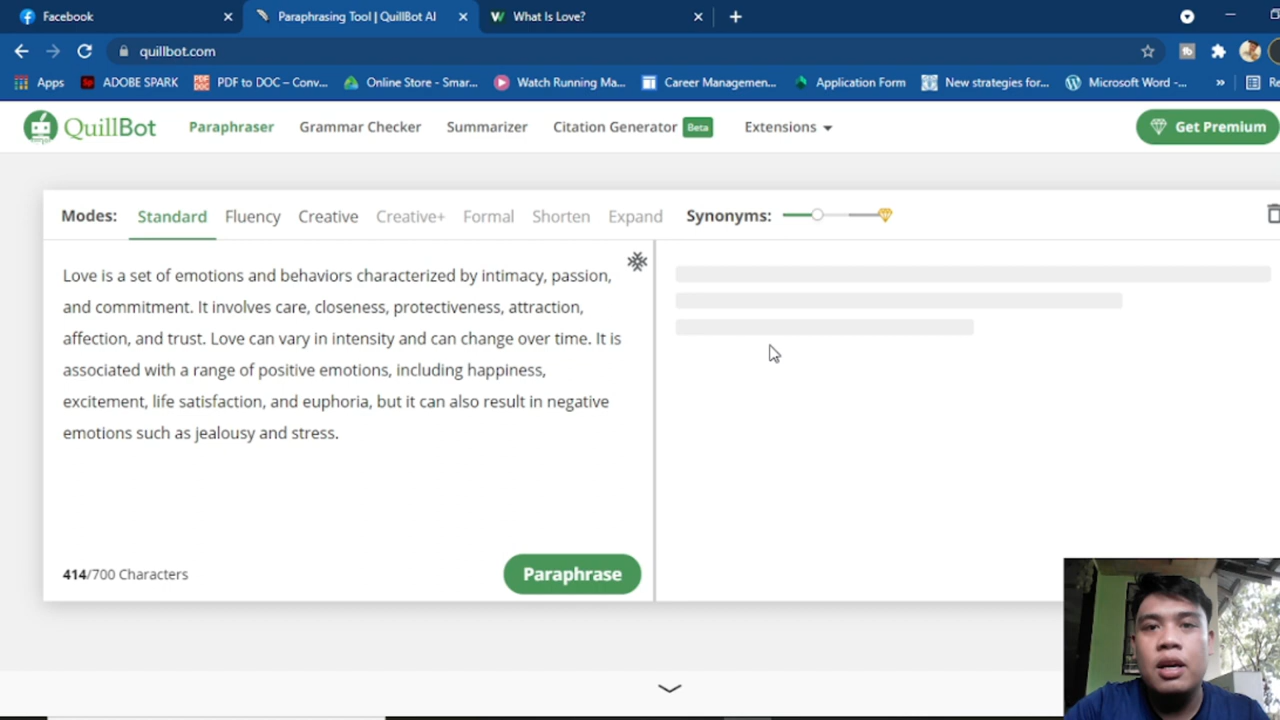 Facebook
Paraphrasing Tool | QuillBot AI
What Is Love?
quillbot.com
Apps
ADOBE SPARK
PDF to DOC – Conv...
Online Store - Smar...
Watch Running Ma...
Career Managemen...
Application Form
New strategies for...
Microsoft Word -...
»
QuillBot
Paraphraser
Grammar Checker
Summarizer
Citation Generator Beta
Extensions
Get Premium
Modes:
Standard
Fluency
Creative
Creative+
Formal
Shorten
Expand
Synonyms:
Love is a set of emotions and behaviors characterized by intimacy, passion,
and commitment. It involves care, closeness, protectiveness, attraction,
affection, and trust. Love can vary in intensity and can change over time. It is
associated with a range of positive emotions, including happiness,
excitement, life satisfaction, and euphoria, but it can also result in negative
emotions such as jealousy and stress.
414/700 Characters
Paraphrase